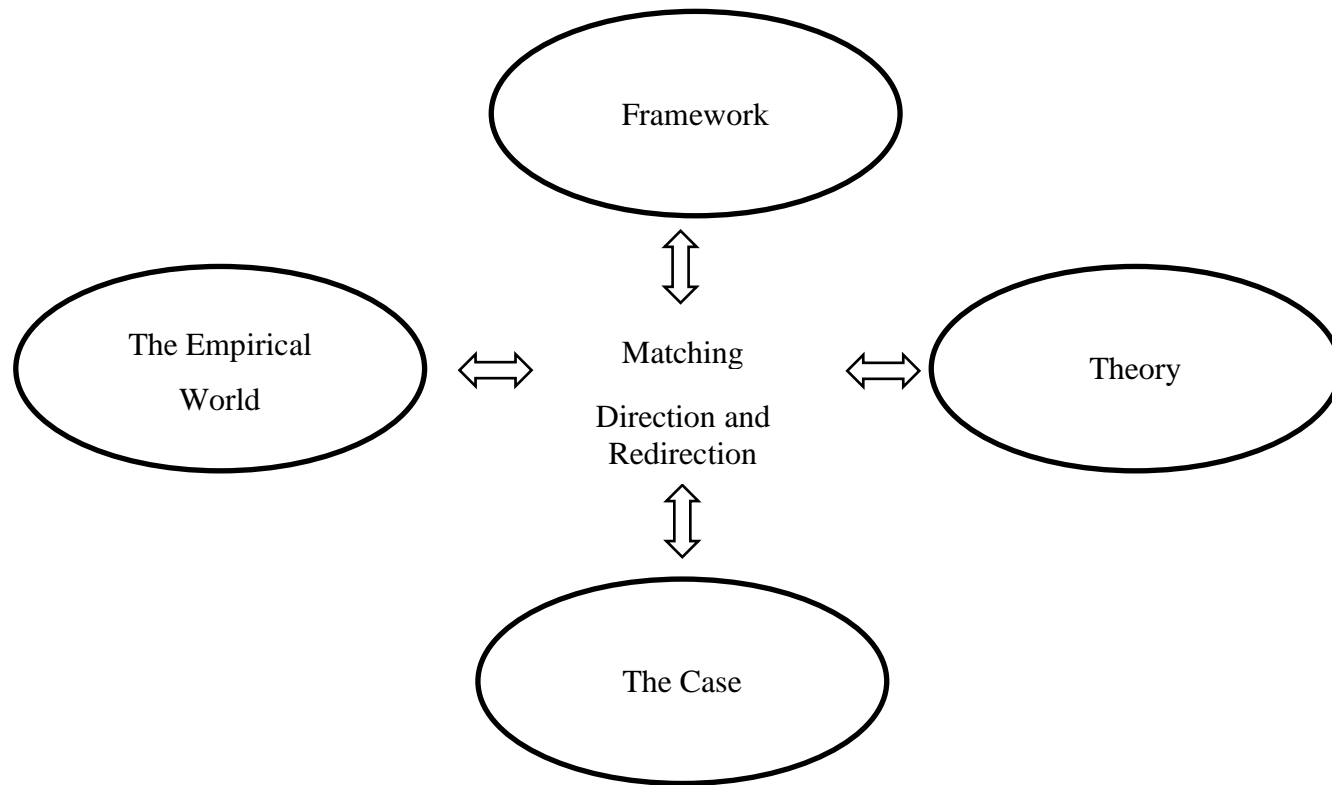 Framework
The Empirical
World
Matching
Direction and
Redirection
Theory
The Case